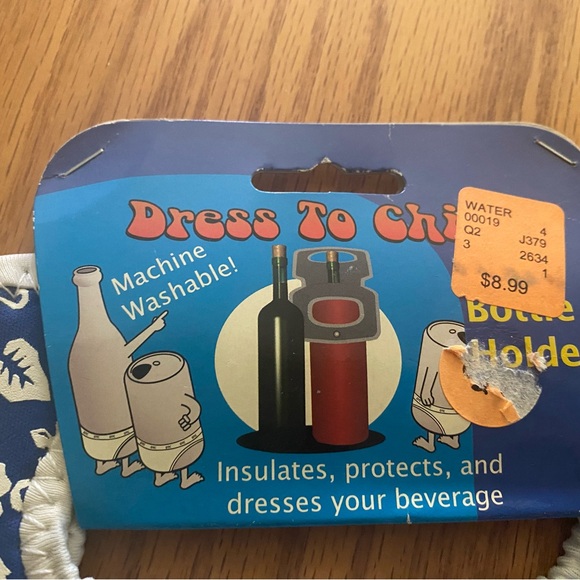 Dress To Chi
Machine
Washable!
WATER
00019 4
Q2 J379
3 2634
1
$8.99
Bottle
Holde
Insulates, protects, and
dresses your beverage